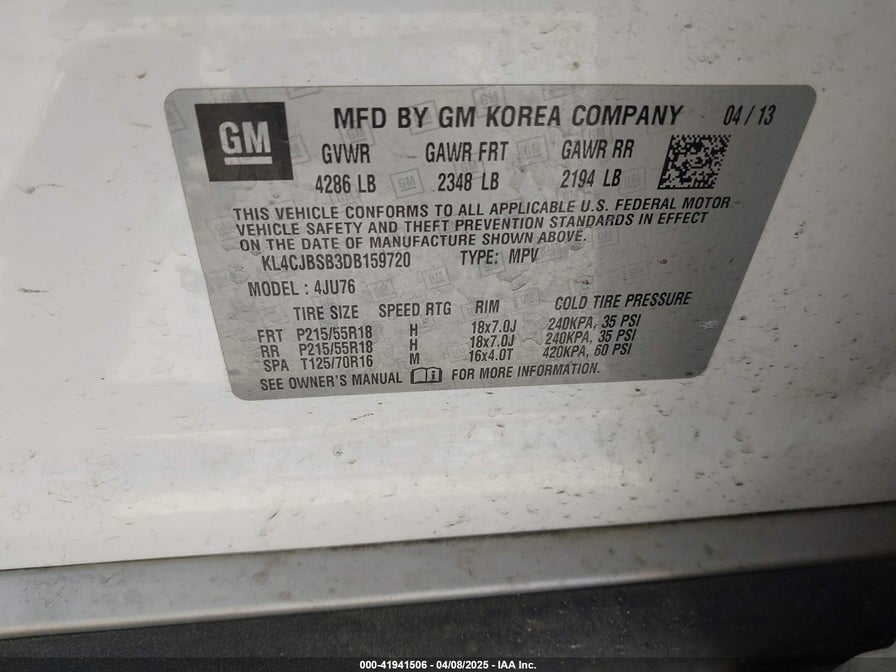 GM
MFD BY GM KOREA COMPANY 04/13
GVWR GAWR FRT GAWR RR
4286 LB 2348 LB 2194 LB
THIS VEHICLE CONFORMS TO ALL APPLICABLE U.S. FEDERAL MOTOR
VEHICLE SAFETY AND THEFT PREVENTION STANDARDS IN EFFECT
ON THE DATE OF MANUFACTURE SHOWN ABOVE.
KL4CJBSB3DB159720 TYPE: MPV
MODEL : 4JU76
TIRE SIZE SPEED RTG RIM COLD TIRE PRESSURE
FRT P215/55R18 H 18x7.0J 240KPA, 35 PSI
RR P215/55R18 H 18x7.0J 240KPA, 35 PSI
SPA T125/70R16 M 16x4.0T 420KPA, 60 PSI
SEE OWNER'S MANUAL FOR MORE INFORMATION.
000-41941506 - 04/08/2025 - IAA Inc.